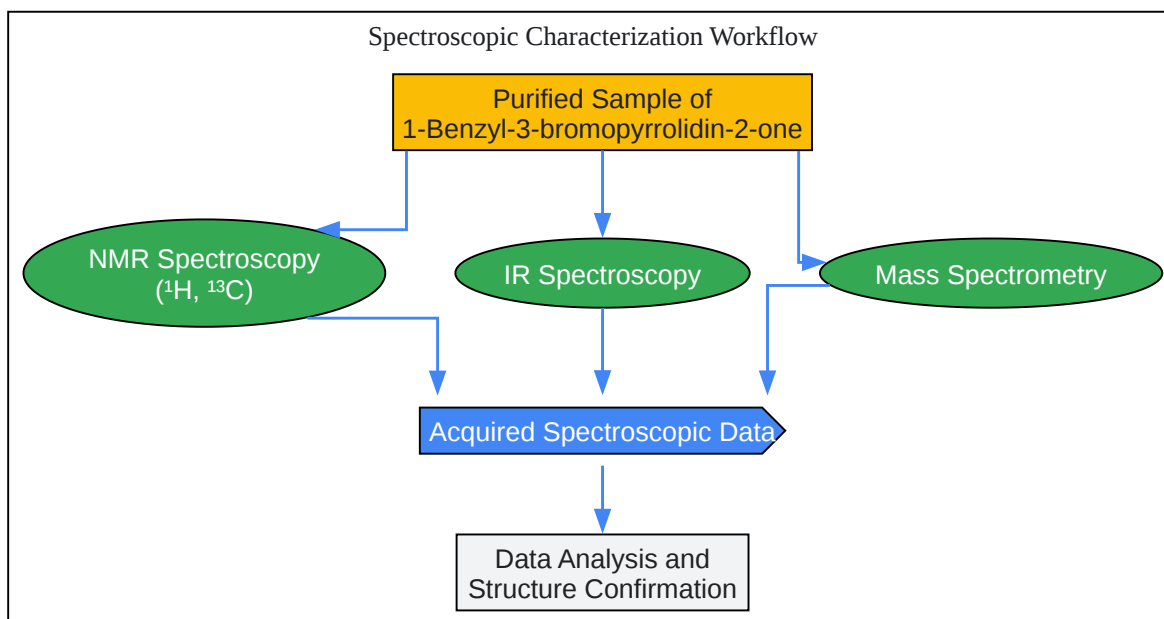 Spectroscopic Characterization Workflow
Purified Sample of
1-Benzyl-3-bromopyrrolidin-2-one
NMR Spectroscopy
(¹H, ¹³C)
IR Spectroscopy
Mass Spectrometry
Acquired Spectroscopic Data
Data Analysis and
Structure Confirmation